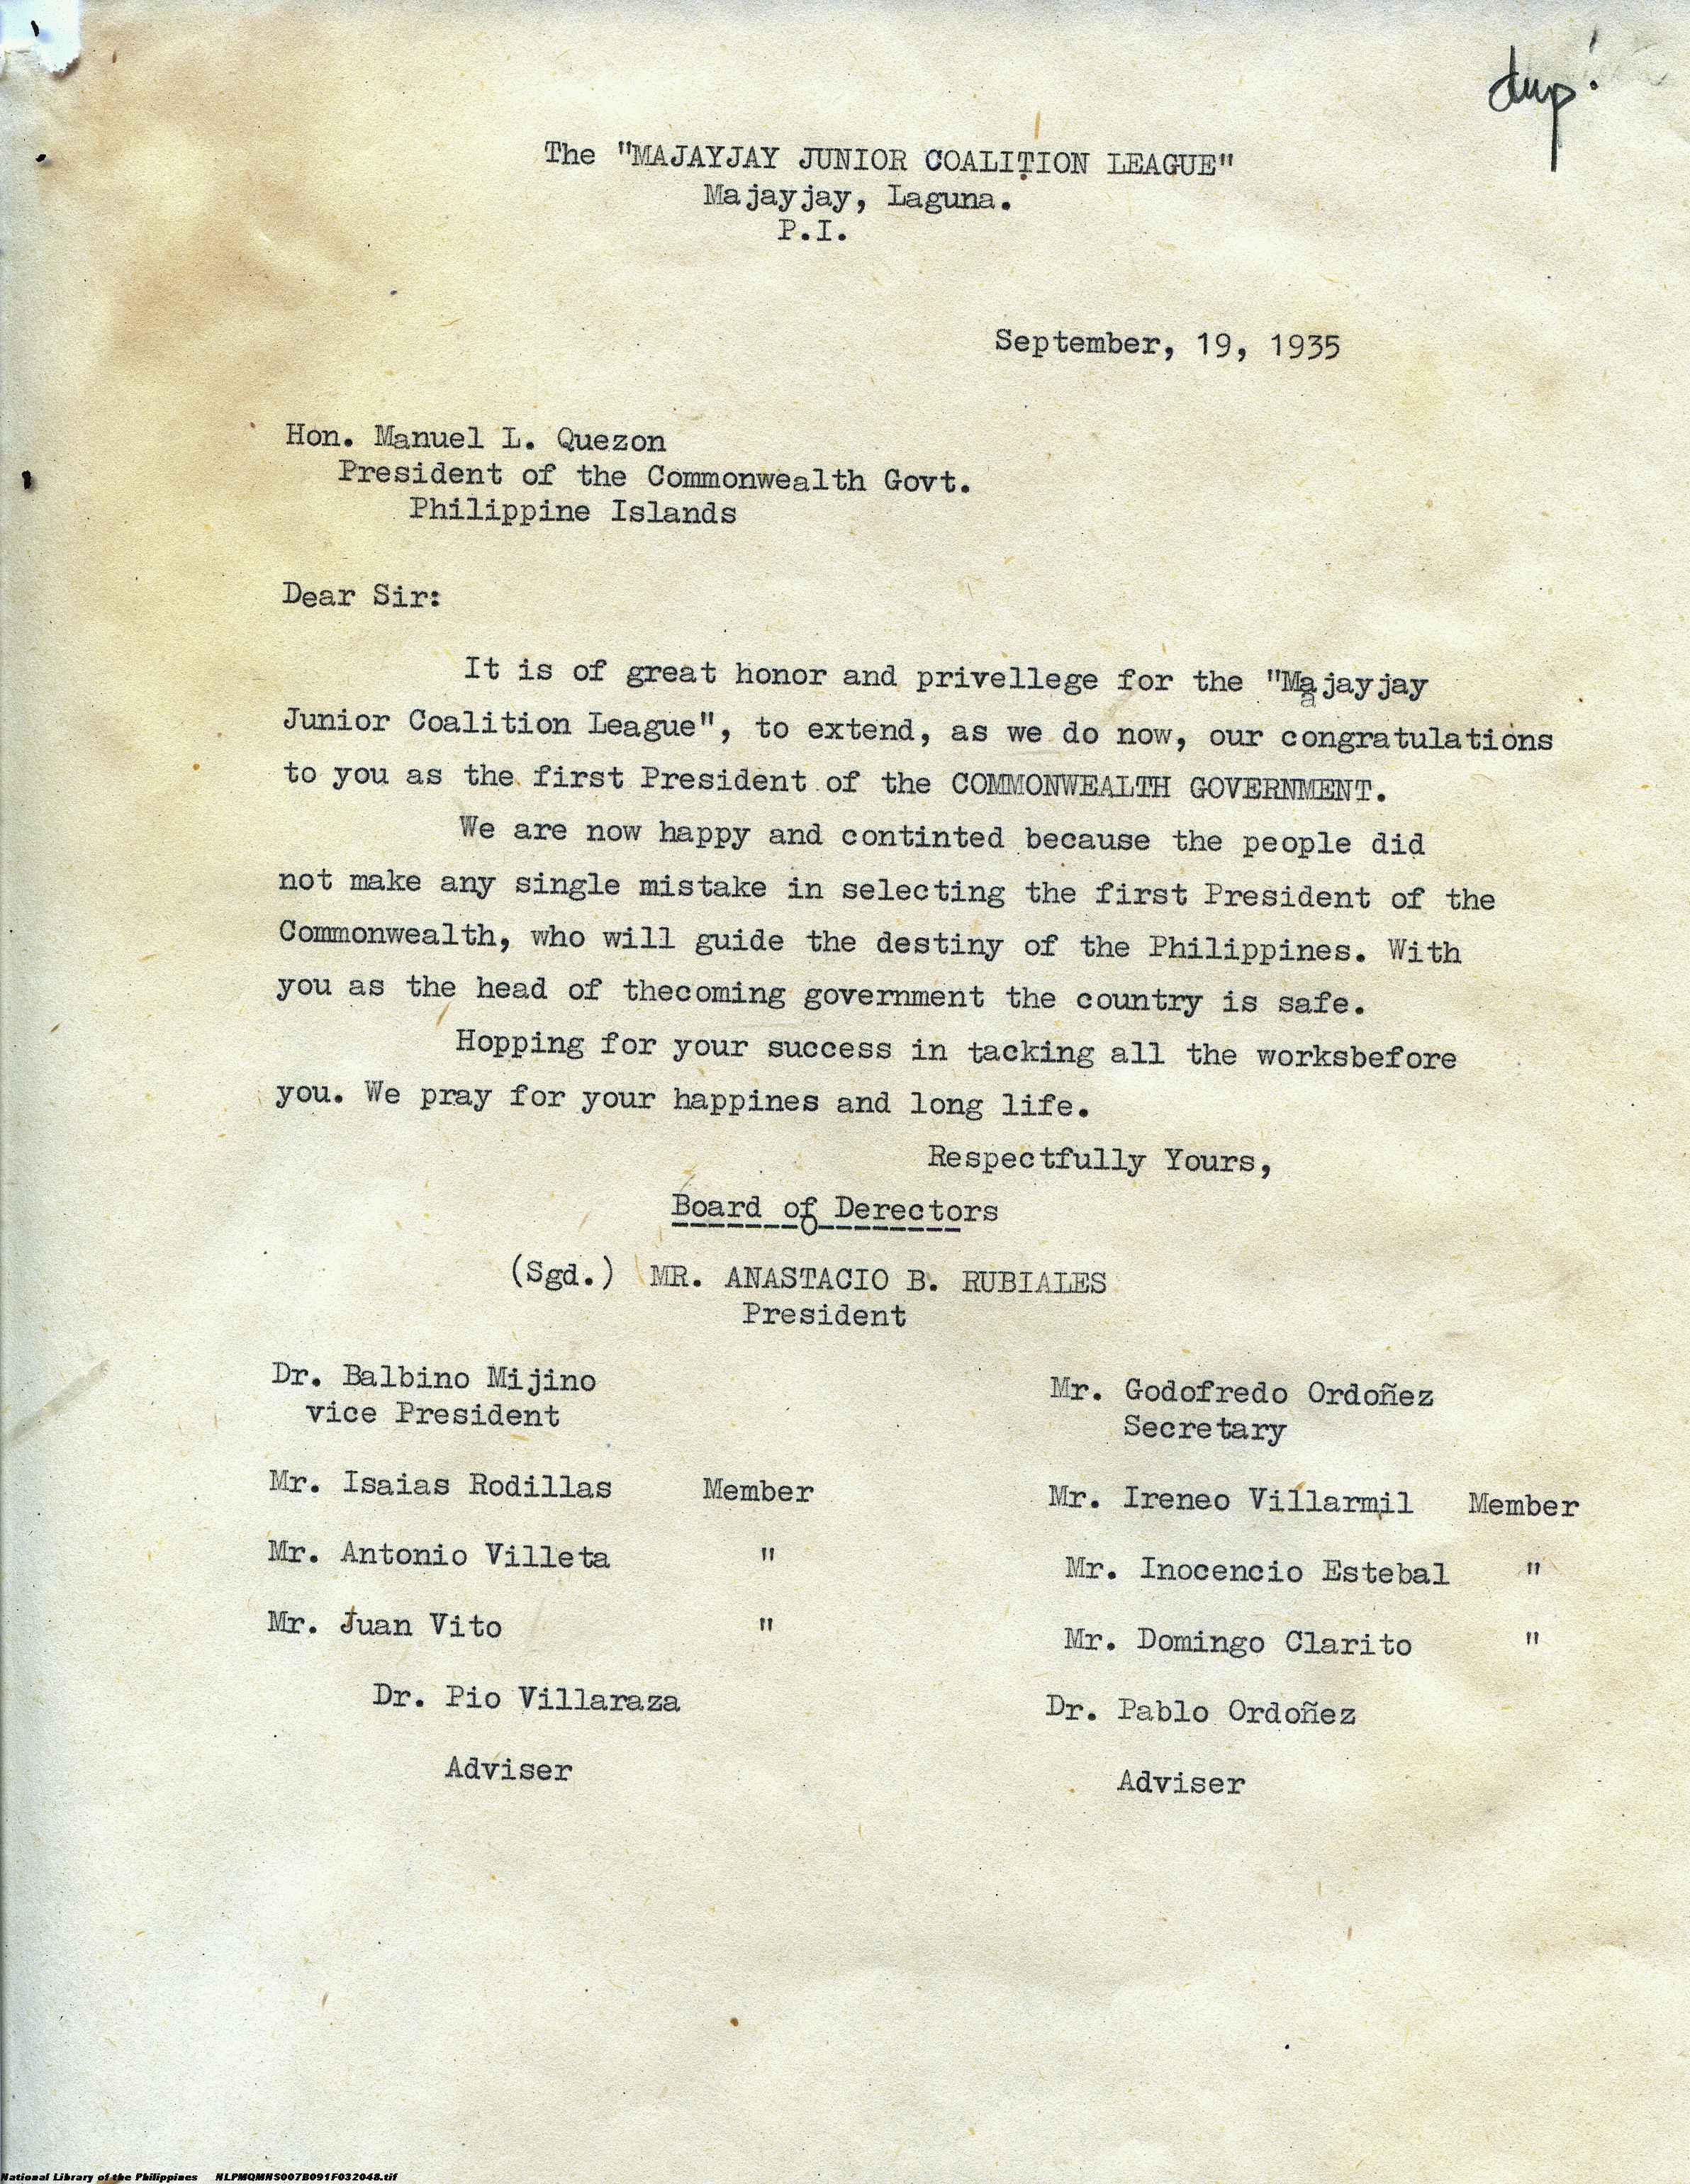 dup!
The "MAJAYJAY JUNIOR COALITION LEAGUE"
Majayjay, Laguna.
P.I.
September, 19, 1935
Hon. Manuel L. Quezon
President of the Commonwealth Govt.
Philippine Islands
Dear Sir:
It is of great honor and privellege for the "Majayjay
Junior Coalition League", to extend, as we do now, our congratulations
to you as the first President of the COMMONWEALTH GOVERNMENT.
We are now happy and continted because the people did
not make any single mistake in selecting the first President of the
Commonwealth, who will guide the destiny of the Philippines. With
you as the head of thecoming government the country is safe.
Hopping for your success in tacking all the worksbefore
you. We pray for your happines and long life.
Respectfully Yours,
Board of Derectors
(Sgd.) MR. ANASTACIO B. RUBIALES
President
Dr. Balbino Mijino
vice President
Mr. Godofredo Ordoñez
Secretary
Mr. Isaias Rodillas Member
Mr. Ireneo Villarmil Member
Mr. Antonio Villeta "
Mr. Inocencio Estebal "
Mr. Juan Vito "
Mr. Domingo Clarito "
Dr. Pio Villaraza
Adviser
Dr. Pablo Ordoñez
Adviser
National Library of the Philippines NLPMQMNS007B091F032048.tif